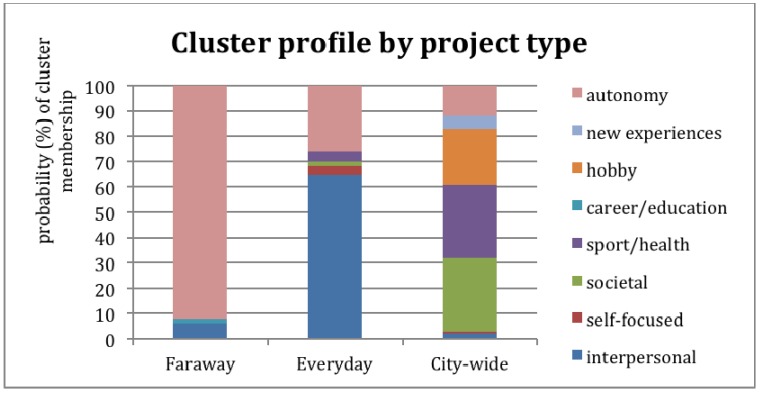 Cluster profile by project type
probability (%) of cluster
membership
100
90
80
70
60
50
40
30
20
10
0
Faraway
Everyday
City-wide
autonomy
new experiences
hobby
career/education
sport/health
societal
self-focused
interpersonal